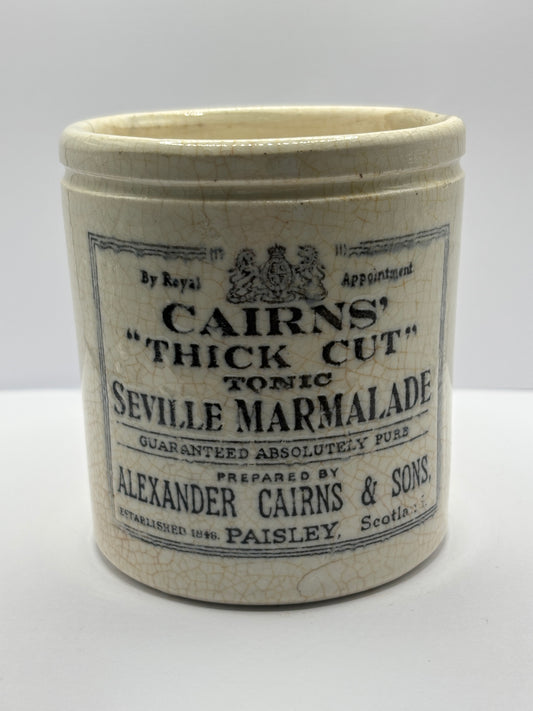 By Royal Appointment
CAIRNS'
"THICK CUT"
TONIC
SEVILLE MARMALADE
GUARANTEED ABSOLUTELY PURE
PREPARED BY
ALEXANDER CAIRNS & SONS,
ESTABLISHED 1848. PAISLEY, Scotland.